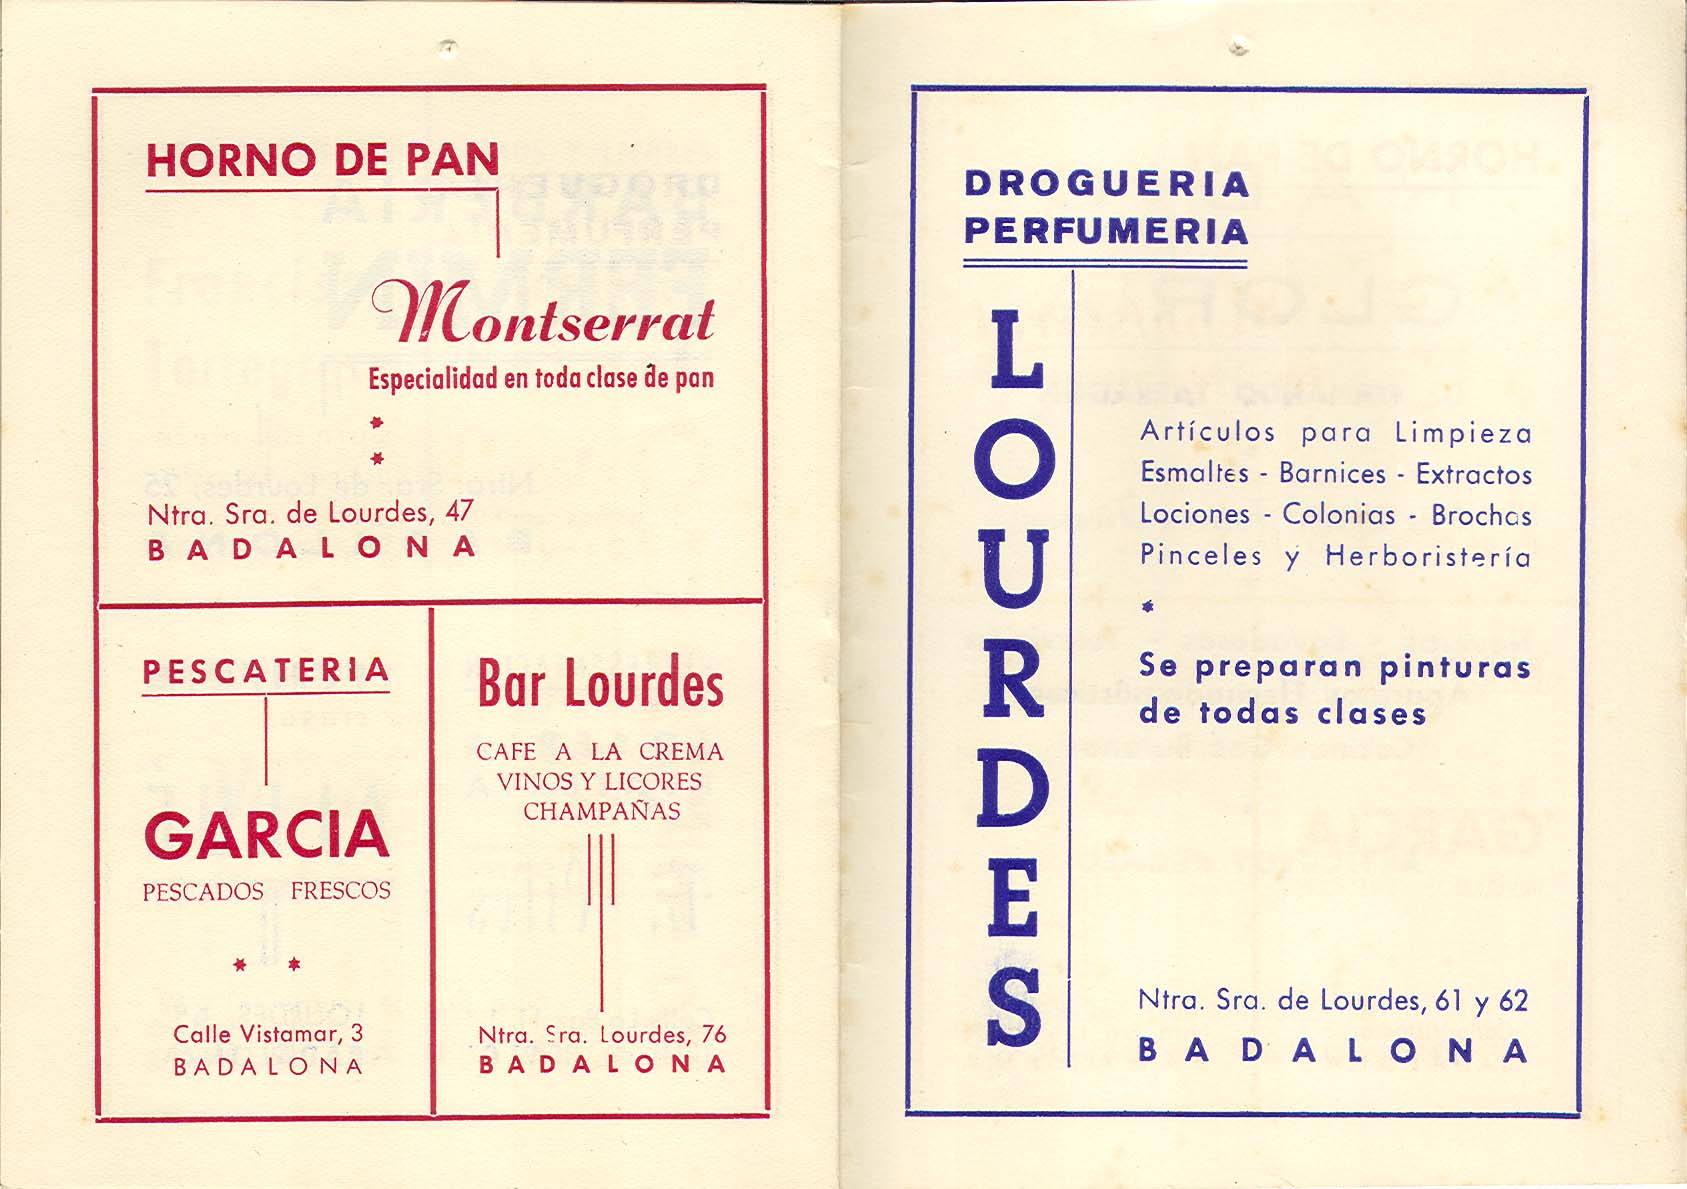 HORNO DE PAN
Montserrat
Especialidad en toda clase de pan
Ntra. Sra. de Lourdes, 47
BADALONA
PESCATERIA
GARCIA
PESCADOS FRESCOS
Calle Vistamar, 3
BADALONA
Bar Lourdes
CAFE A LA CREMA
VINOS Y LICORES
CHAMPAÑAS
Ntra. Sra. Lourdes, 76
BADALONA
DROGUERIA
PERFUMERIA
LOURDES
Artículos para Limpieza
Esmaltes - Barnices - Extractos
Lociones - Colonias - Brochas
Pinceles y Herboristería
Se preparan pinturas
de todas clases
Ntra. Sra. de Lourdes, 61 y 62
BADALONA